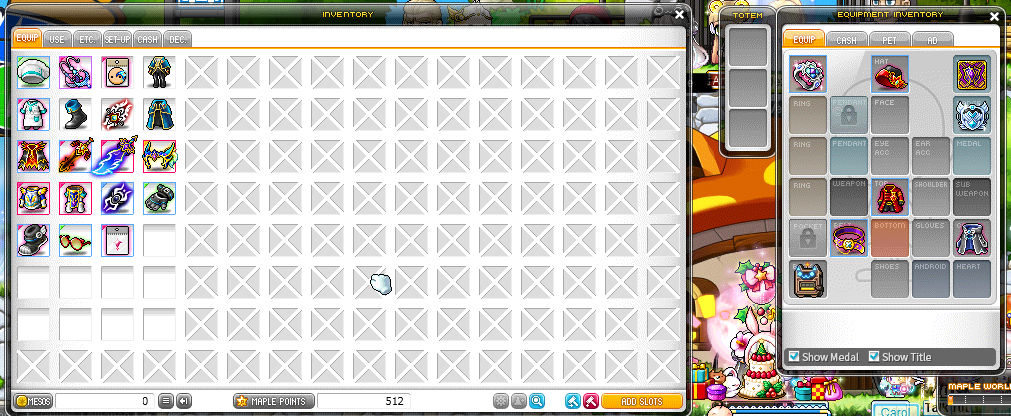 INVENTORY
EQUIP USE ETC. SET-UP CASH DEC.
MESOS 0
MAPLE POINTS 512
ADD SLOTS
TOTEM
EQUIPMENT INVENTORY
EQUIP CASH PET AD
HAT
RING PENDANT FACE
RING PENDANT EYE ACC EAR ACC MEDAL
RING WEAPON TOP SHOULDER SUB WEAPON
POCKET BELT BOTTOM GLOVES
SHOES ANDROID HEART
Show Medal Show Title
MAPLE WORL
Carol